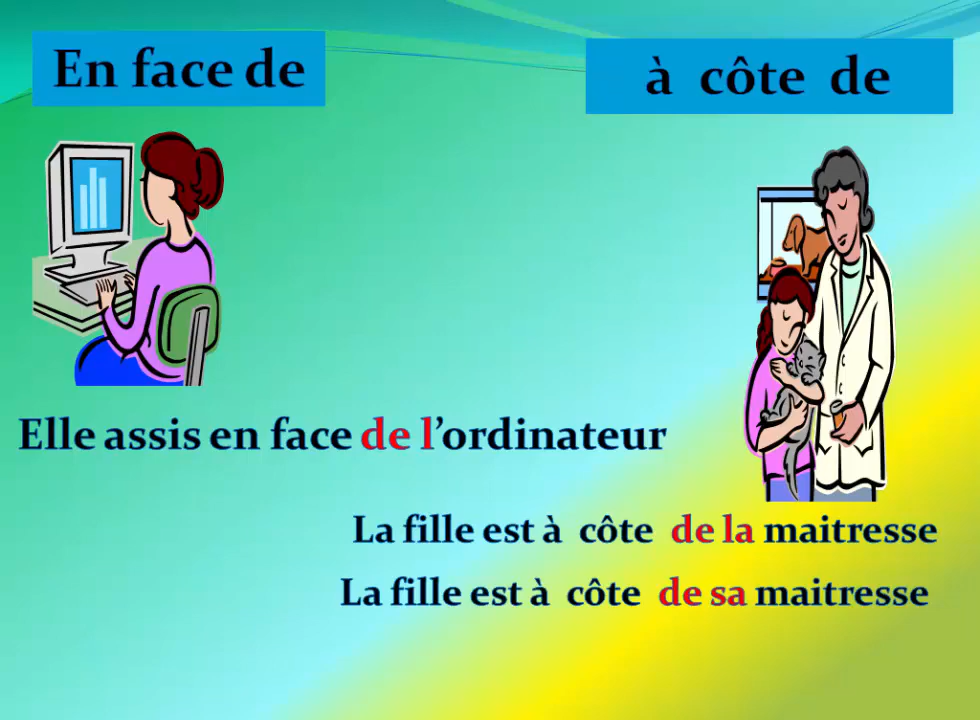 En face de
à côte de
Elle assis en face de l’ordinateur
La fille est à côte de la maitresse
La fille est à côte de sa maitresse